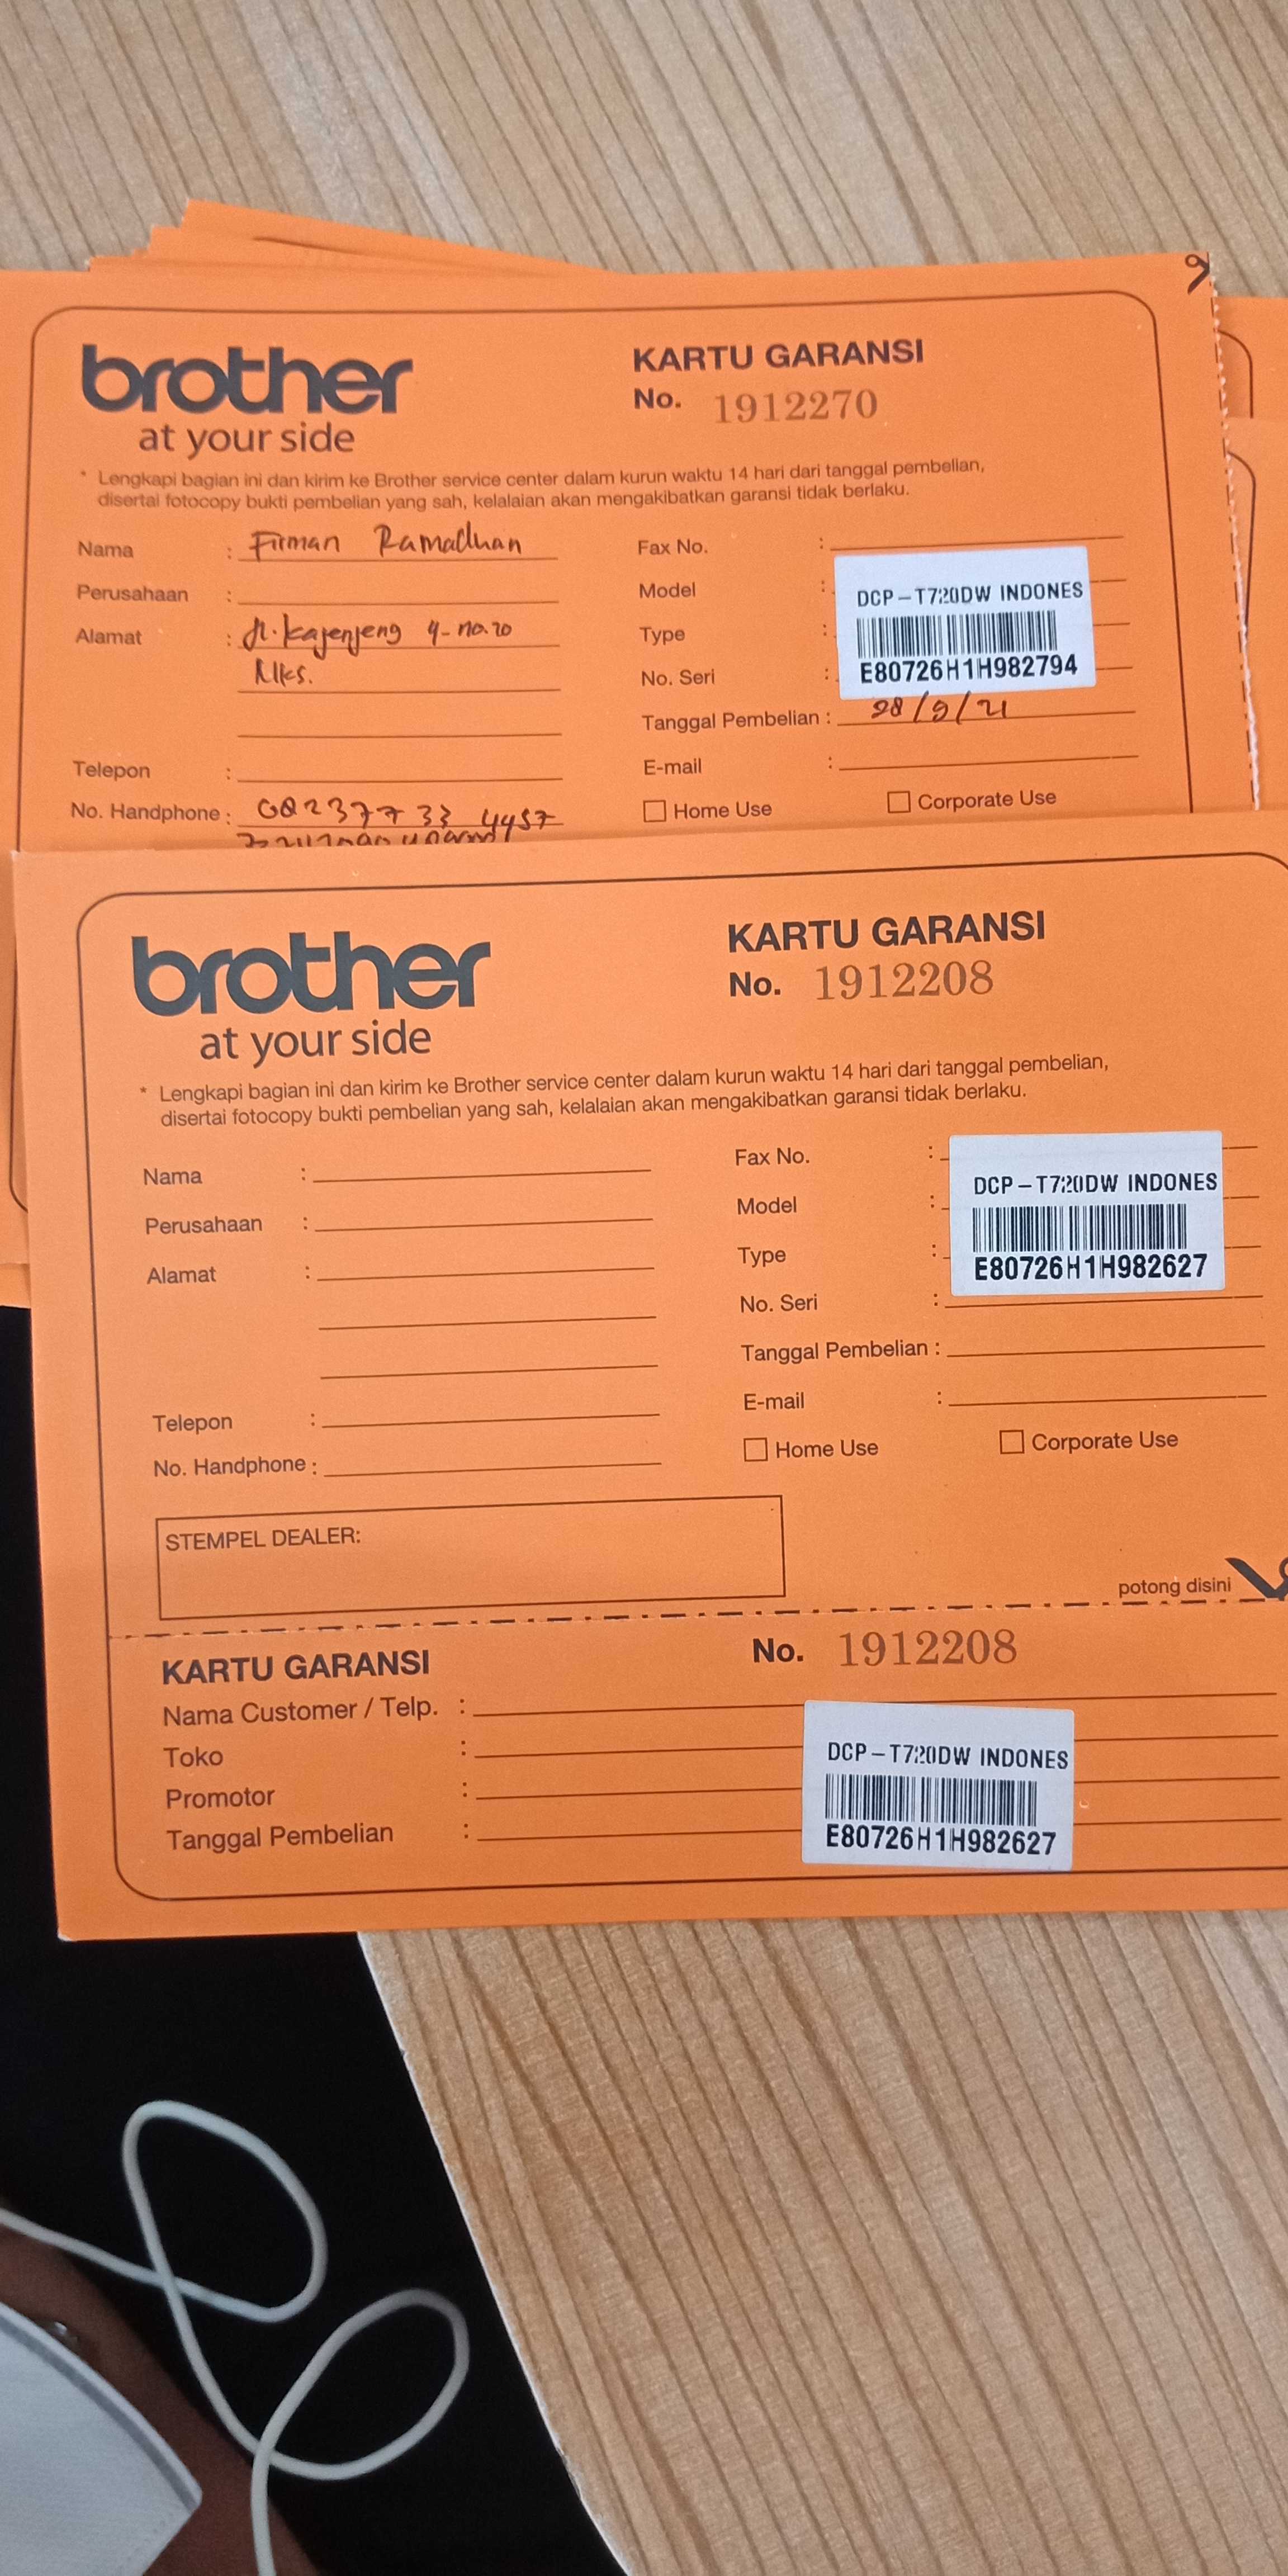 brother
at your side
KARTU GARANSI
No. 1912270
* Lengkapi bagian ini dan kirim ke Brother service center dalam kurun waktu 14 hari dari tanggal pembelian,
disertai fotocopy bukti pembelian yang sah, kelalaian akan mengakibatkan garansi tidak berlaku.
Nama : Firman Ramadhan
Perusahaan :
Alamat : Jl. Kajenjeng 4 - no. 20
Mks.
Telepon :
No. Handphone : 082377 33 4457
Fax No. :
Model :
Type :
No. Seri :
DCP-T720DW INDONES
E80726H1H982794
Tanggal Pembelian : 28/9/21
E-mail :
Home Use
Corporate Use
brother
at your side
KARTU GARANSI
No. 1912208
* Lengkapi bagian ini dan kirim ke Brother service center dalam kurun waktu 14 hari dari tanggal pembelian,
disertai fotocopy bukti pembelian yang sah, kelalaian akan mengakibatkan garansi tidak berlaku.
Nama :
Perusahaan :
Alamat :
Telepon :
No. Handphone :
Fax No. :
Model :
Type :
DCP-T720DW INDONES
E80726H1H982627
No. Seri :
Tanggal Pembelian :
E-mail :
Home Use
Corporate Use
STEMPEL DEALER:
potong disini
KARTU GARANSI
No. 1912208
Nama Customer / Telp. :
Toko :
Promotor :
Tanggal Pembelian :
DCP-T720DW INDONES
E80726H1H982627